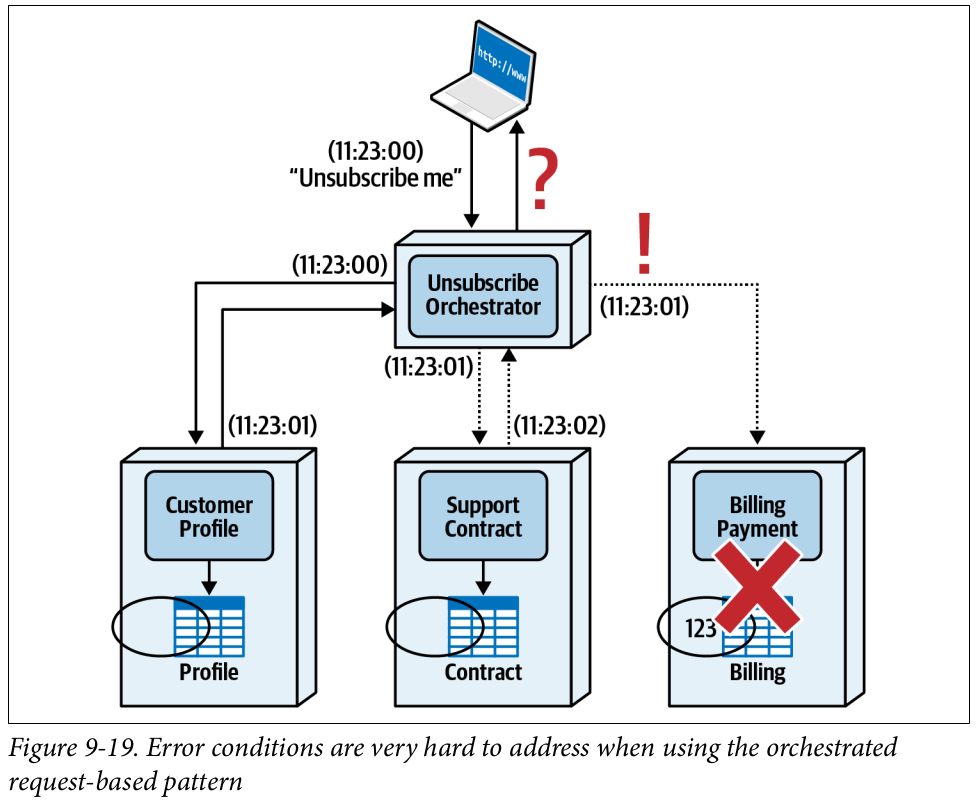 http://www
(11:23:00)
“Unsubscribe me”
?
!
(11:23:00)
Unsubscribe
Orchestrator
(11:23:01)
(11:23:01)
(11:23:01)
(11:23:02)
Customer
Profile
Support
Contract
Billing
Payment
123
Profile
Contract
Billing
Figure 9-19. Error conditions are very hard to address when using the orchestrated
request-based pattern